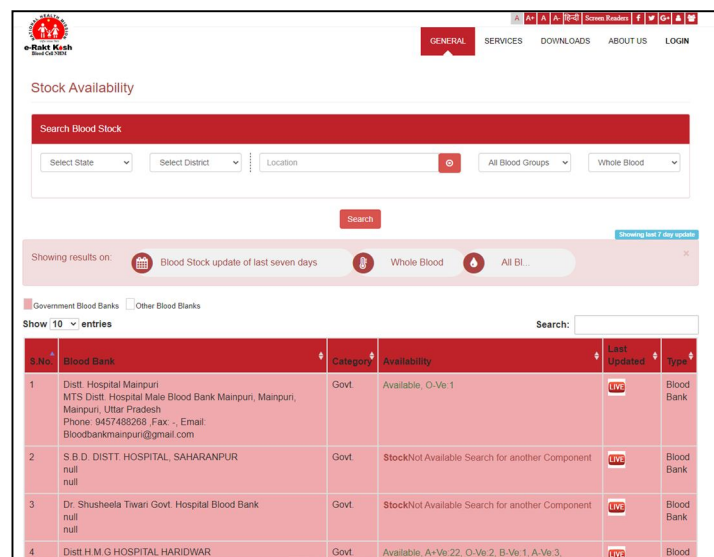 NATIONAL HEALTH MISSION
e-Rakt Kosh
Blood Cell NHM
A A+ A A- हिन्दी Screen Readers f G+
GENERAL SERVICES DOWNLOADS ABOUT US LOGIN
Stock Availability
Search Blood Stock
Select State Select District Location All Blood Groups Whole Blood
Search
Showing last 7 day update
Showing results on: Blood Stock update of last seven days Whole Blood All Bl... ×
Government Blood Banks Other Blood Blanks
Show 10 entries Search:
S.No. Blood Bank Category Availability Last Updated Type
1 Distt. Hospital Mainpuri Govt. Available, O-Ve:1 LIVE Blood Bank
MTS Distt. Hospital Male Blood Bank Mainpuri, Mainpuri,
Mainpuri, Uttar Pradesh
Phone: 9457488268 ,Fax: -, Email:
Bloodbankmainpuri@gmail.com
2 S.B.D. DISTT. HOSPITAL, SAHARANPUR Govt. StockNot Available Search for another Component LIVE Blood Bank
null
null
3 Dr. Shusheela Tiwari Govt. Hospital Blood Bank Govt. StockNot Available Search for another Component LIVE Blood Bank
null
null
4 Distt.H.M G HOSPITAL HARIDWAR Govt. Available, A+Ve:22, O-Ve:2, B-Ve:1, A-Ve:3, LIVE Blood